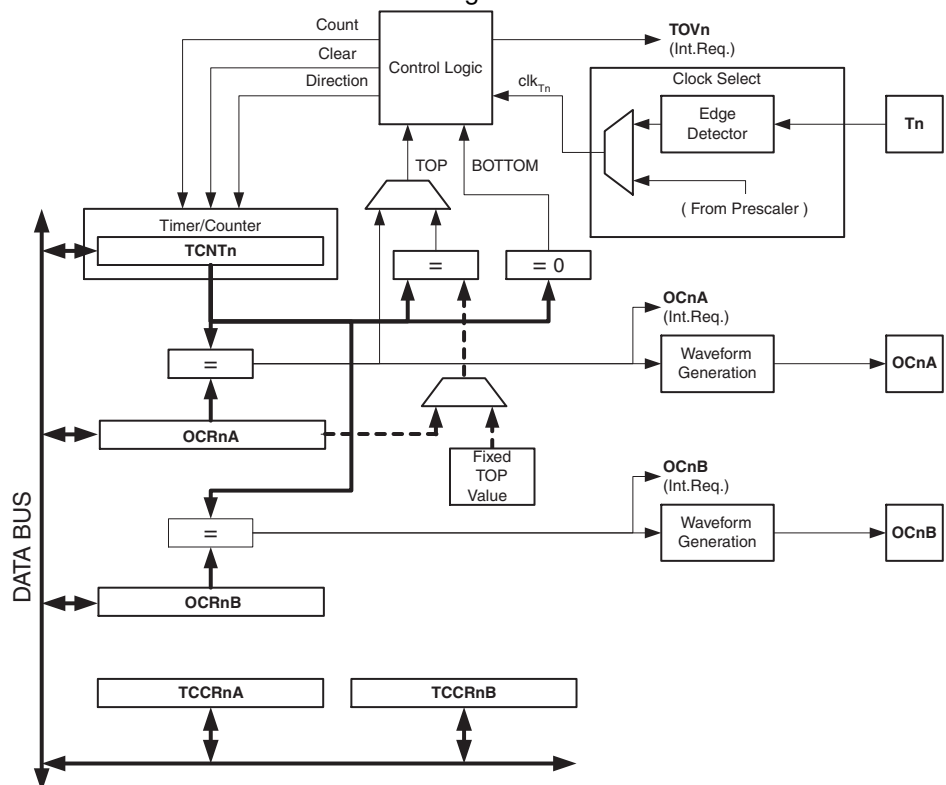 Count
Clear
Direction
Control Logic
TOVn
(Int.Req.)
Clock Select
clkTn
Edge
Detector
Tn
TOP
BOTTOM
( From Prescaler )
Timer/Counter
TCNTn
=
= 0
OCnA
(Int.Req.)
=
Waveform
Generation
OCnA
OCRnA
Fixed
TOP
Value
OCnB
(Int.Req.)
=
Waveform
Generation
OCnB
DATA BUS
OCRnB
TCCRnA
TCCRnB